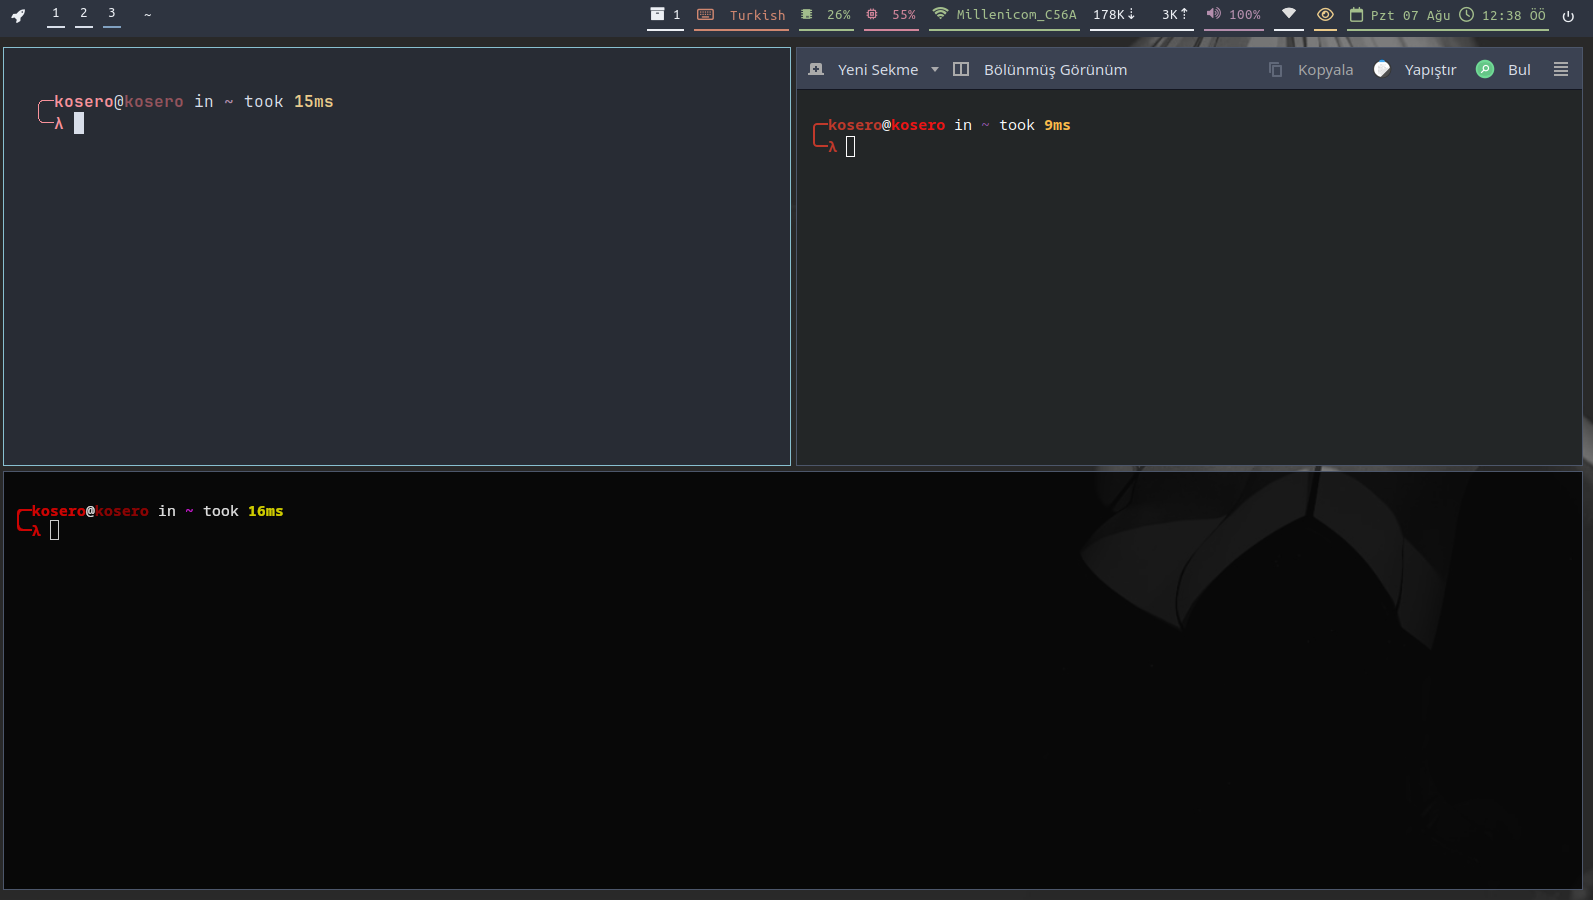 1 2 3 ~ 1 Turkish 26% 55% Millenicom_C56A 178K↓ 3K↑ 100% Pzt 07 Ağu 12:38 ÖÖ
kosero@kosero in ~ took 15ms
λ
Yeni Sekme Bölünmüş Görünüm Kopyala Yapıştır Bul
kosero@kosero in ~ took 9ms
λ
kosero@kosero in ~ took 16ms
λ